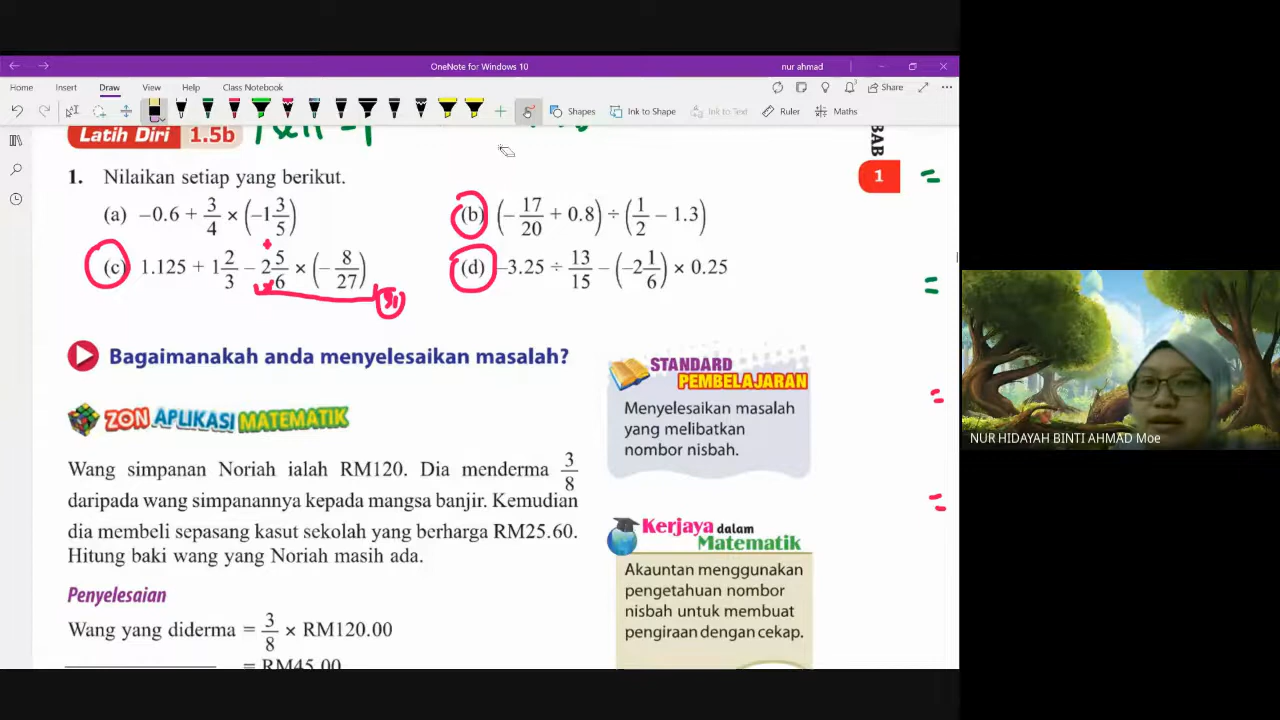 OneNote for Windows 10
nur ahmad
Home Insert Draw View Help Class Notebook
Share
Shapes Ink to Shape Ink to Text Ruler Maths
Latih Diri 1.5b
BAB
1
1. Nilaikan setiap yang berikut.
(a) −0.6 + 3/4 × (−1 3/5)
(b) (−17/20 + 0.8) ÷ (1/2 − 1.3)
(c) 1.125 + 1 2/3 − 2 5/6 × (−8/27)
(d) −3.25 ÷ 13/15 − (−2 1/6) × 0.25
Bagaimanakah anda menyelesaikan masalah?
ZON APLIKASI MATEMATIK
Wang simpanan Noriah ialah RM120. Dia menderma 3/8
daripada wang simpanannya kepada mangsa banjir. Kemudian
dia membeli sepasang kasut sekolah yang berharga RM25.60.
Hitung baki wang yang Noriah masih ada.
Penyelesaian
Wang yang diderma = 3/8 × RM120.00
= RM45.00
STANDARD
PEMBELAJARAN
Menyelesaikan masalah
yang melibatkan
nombor nisbah.
Kerjaya dalam
Matematik
Akauntan menggunakan
pengetahuan nombor
nisbah untuk membuat
pengiraan dengan cekap.
=
=
=
=
NUR HIDAYAH BINTI AHMAD Moe